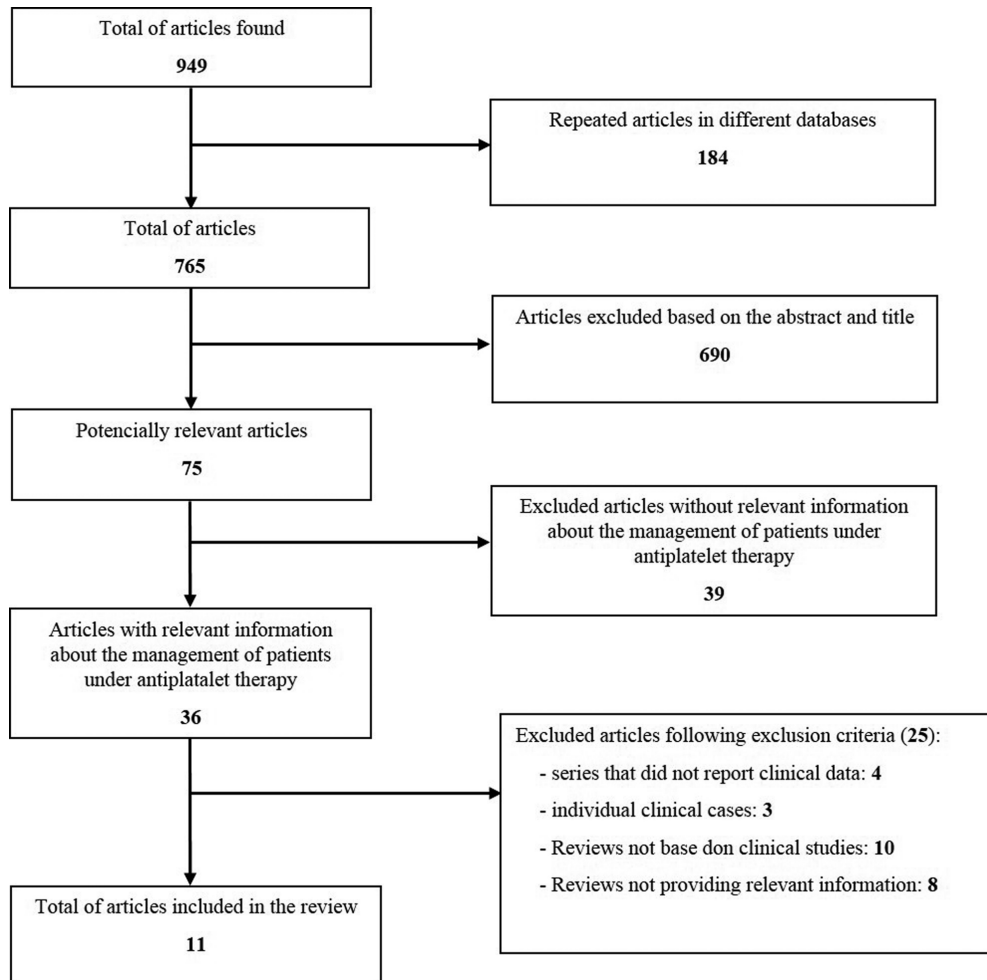 Total of articles found
949
Repeated articles in different databases
184
Total of articles
765
Articles excluded based on the abstract and title
690
Potencially relevant articles
75
Excluded articles without relevant information
about the management of patients under
antiplatelet therapy
39
Articles with relevant information
about the management of patients
under antiplatalet therapy
36
Excluded articles following exclusion criteria (25):
- series that did not report clinical data: 4
- individual clinical cases: 3
- Reviews not base don clinical studies: 10
- Reviews not providing relevant information: 8
Total of articles included in the review
11